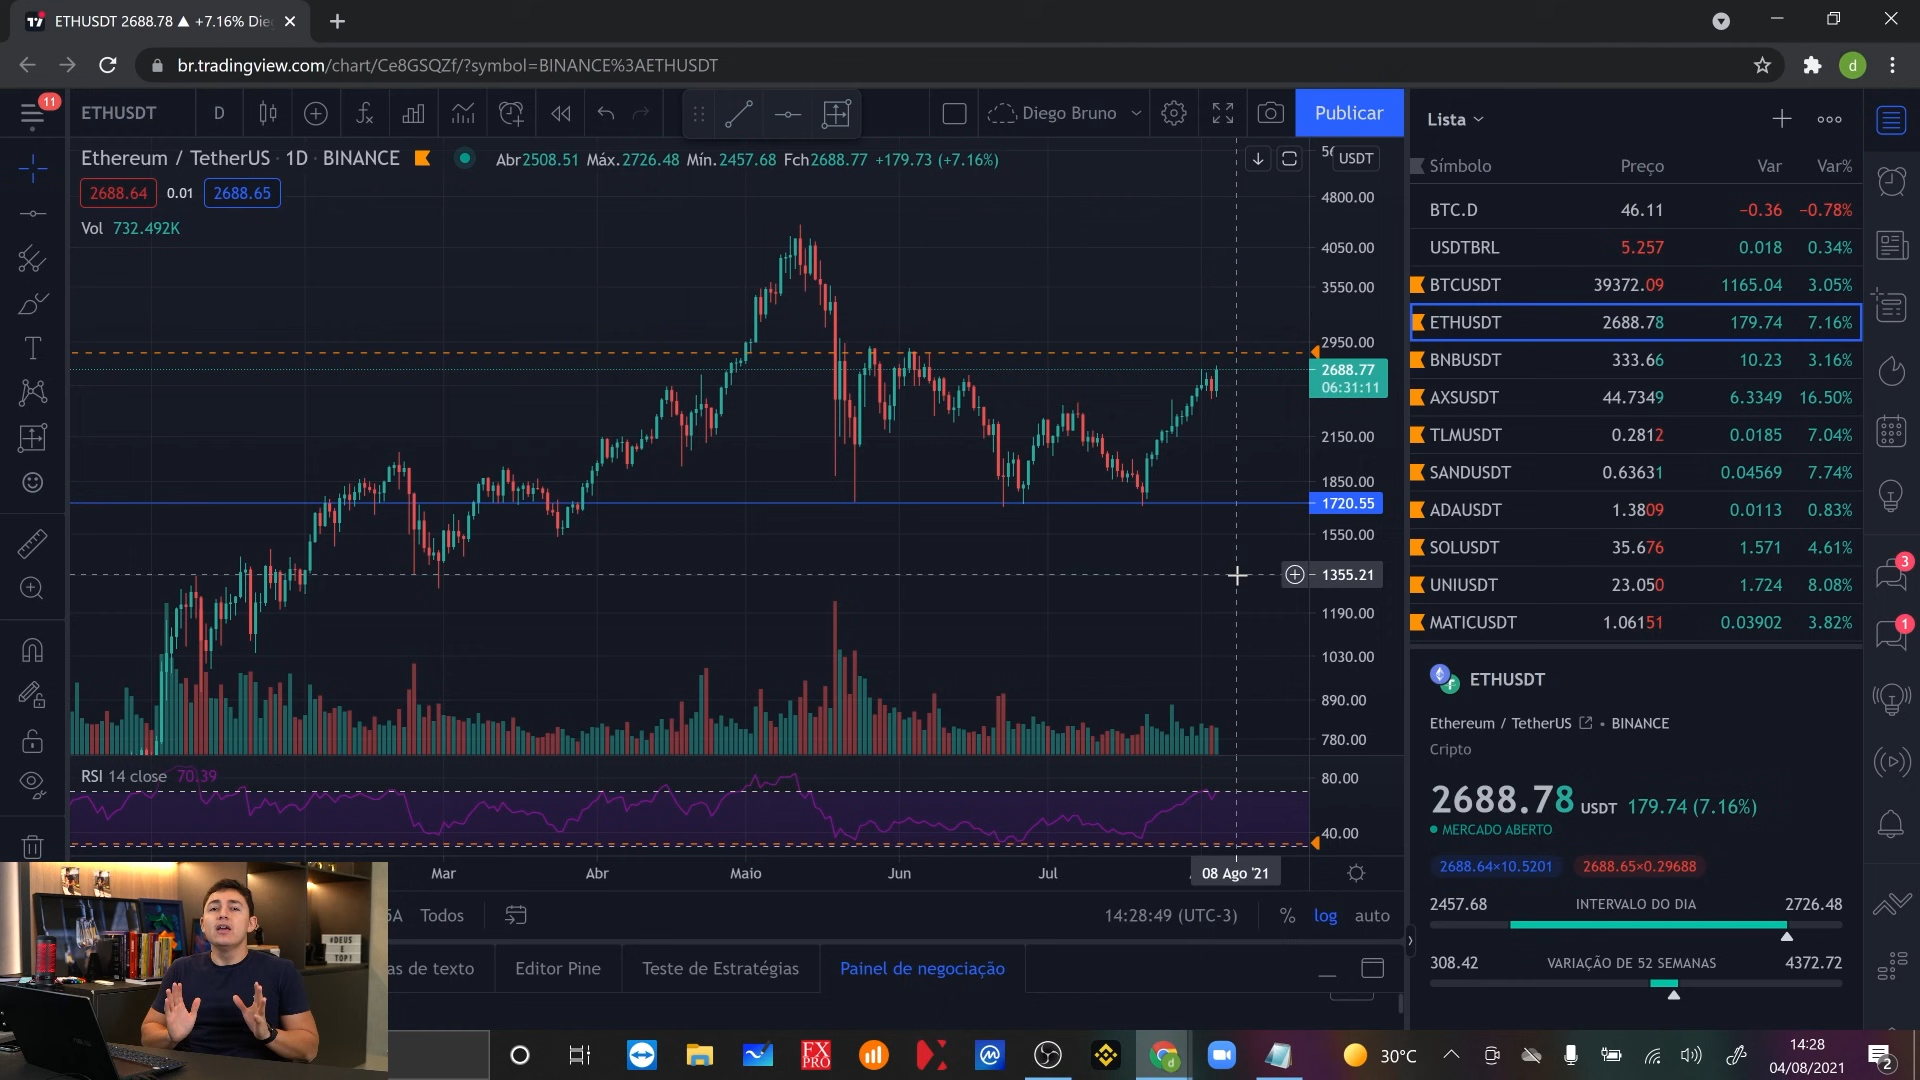 ETHUSDT 2688.78 ▲ +7.16% Die
br.tradingview.com/chart/Ce8GSQZf/?symbol=BINANCE%3AETHUSDT
d
11
ETHUSDT
D
Diego Bruno
Publicar
Ethereum / TetherUS · 1D · BINANCE
Abr2508.51 Máx.2726.48 Mín.2457.68 Fch2688.77 +179.73 (+7.16%)
USDT
2688.64
0.01
2688.65
Vol 732.492K
4800.00
4050.00
3550.00
2950.00
2688.77
06:31:11
2150.00
1850.00
1720.55
1550.00
1355.21
1190.00
1030.00
890.00
780.00
RSI 14 close 70.39
80.00
40.00
Mar
Abr
Maio
Jun
Jul
08 Ago '21
Todos
14:28:49 (UTC-3)
%
log
auto
as de texto
Editor Pine
Teste de Estratégias
Painel de negociação
Lista
Símbolo Preço Var Var%
BTC.D 46.11 −0.36 −0.78%
USDTBRL 5.257 0.018 0.34%
BTCUSDT 39372.09 1165.04 3.05%
ETHUSDT 2688.78 179.74 7.16%
BNBUSDT 333.66 10.23 3.16%
AXSUSDT 44.7349 6.3349 16.50%
TLMUSDT 0.2812 0.0185 7.04%
SANDUSDT 0.63631 0.04569 7.74%
ADAUSDT 1.3809 0.0113 0.83%
SOLUSDT 35.676 1.571 4.61%
UNIUSDT 23.050 1.724 8.08%
MATICUSDT 1.06151 0.03902 3.82%
3
1
ETHUSDT
Ethereum / TetherUS • BINANCE
Cripto
2688.78 USDT 179.74 (7.16%)
MERCADO ABERTO
2688.64×10.5201
2688.65×0.29688
2457.68 INTERVALO DO DIA 2726.48
308.42 VARIAÇÃO DE 52 SEMANAS 4372.72
#DEUS
E
TOP!
FX
PRO
30°C
14:28
04/08/2021
2